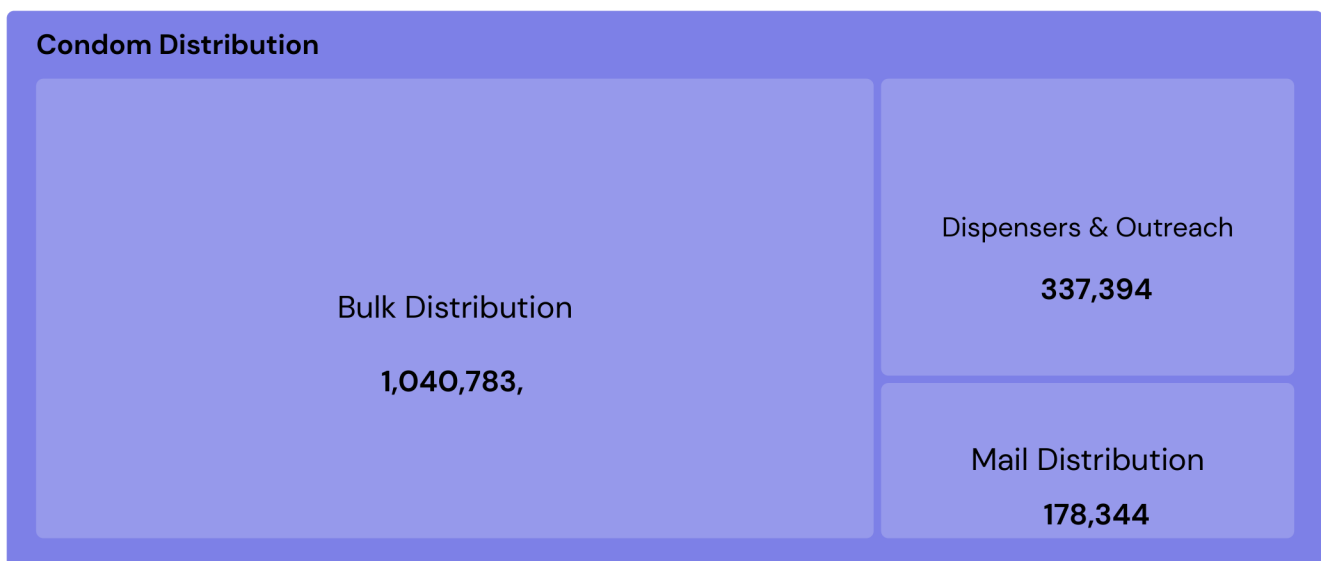 Condom Distribution
Bulk Distribution
1,040,783,
Dispensers & Outreach
337,394
Mail Distribution
178,344